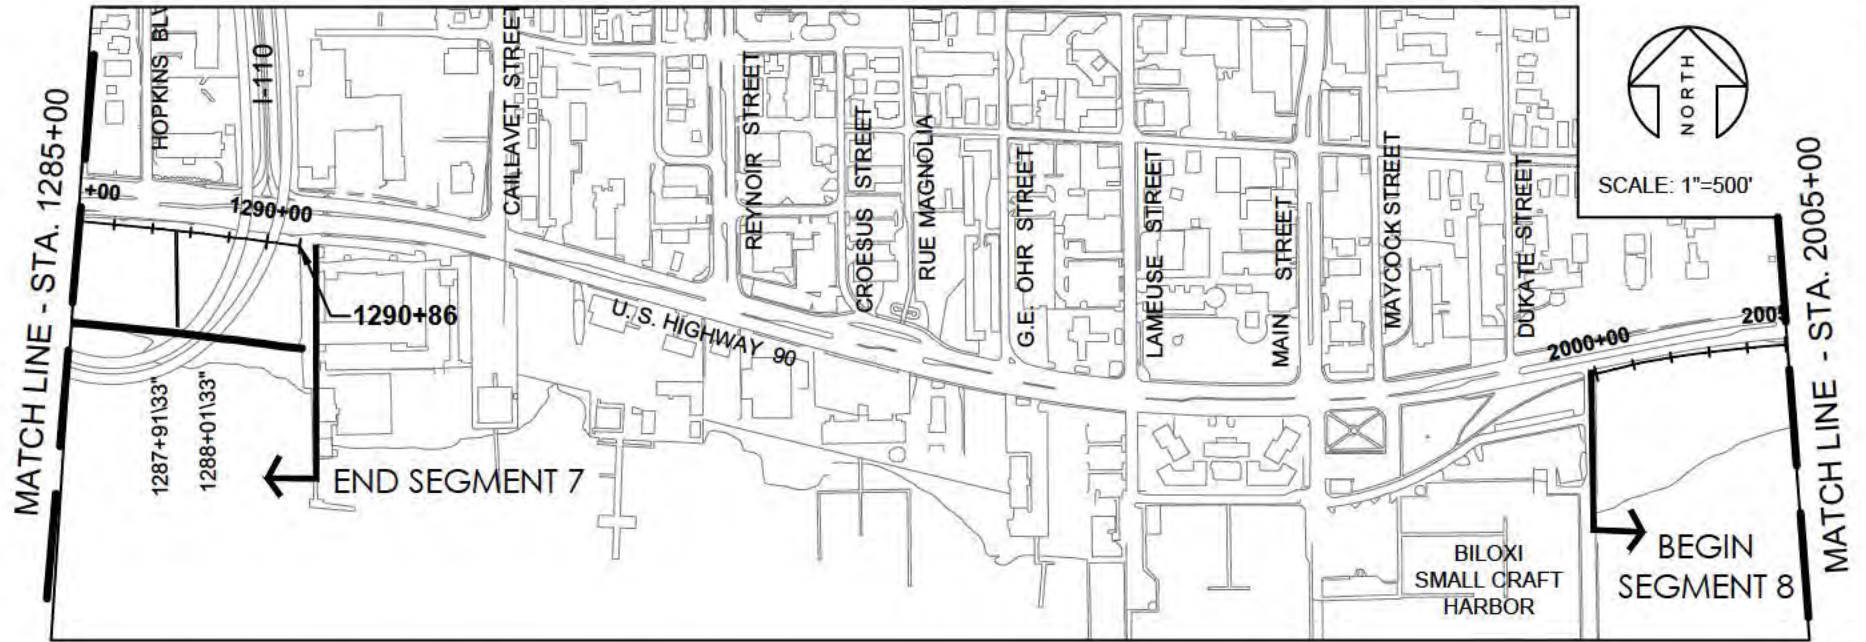 MATCH LINE - STA. 1285+00
HOPKINS BLV
I-110
CAILLAVET STREET
REYNOIR STREET
CROESUS STREET
RUE MAGNOLIA
G.E. OHR STREET
LAMEUSE STREET
MAIN STREET
MAYCOCK STREET
DUKATE STREET
NORTH
SCALE: 1"=500'
MATCH LINE - STA. 2005+00
+00
1290+00
1290+86
U. S. HIGHWAY 90
2000+00
2005
1287+91\33"
1288+01\33"
END SEGMENT 7
BILOXI
SMALL CRAFT
HARBOR
BEGIN
SEGMENT 8